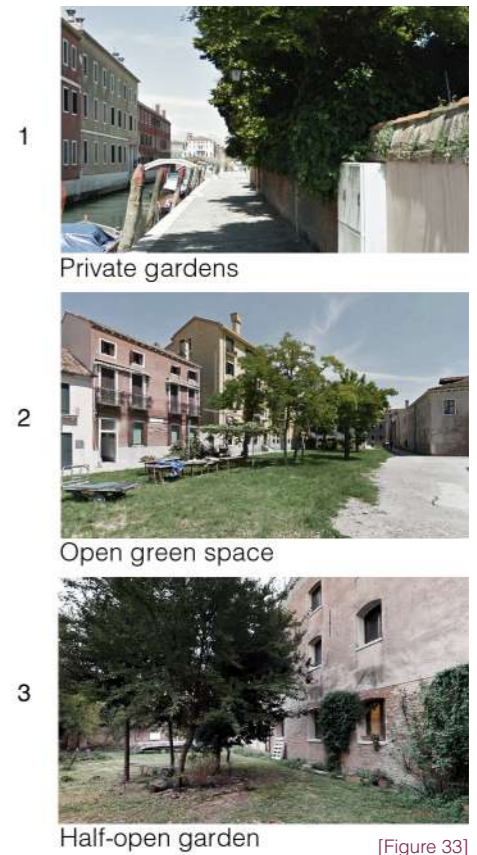 1
Private gardens
2
Open green space
3
Half-open garden
[Figure 33]